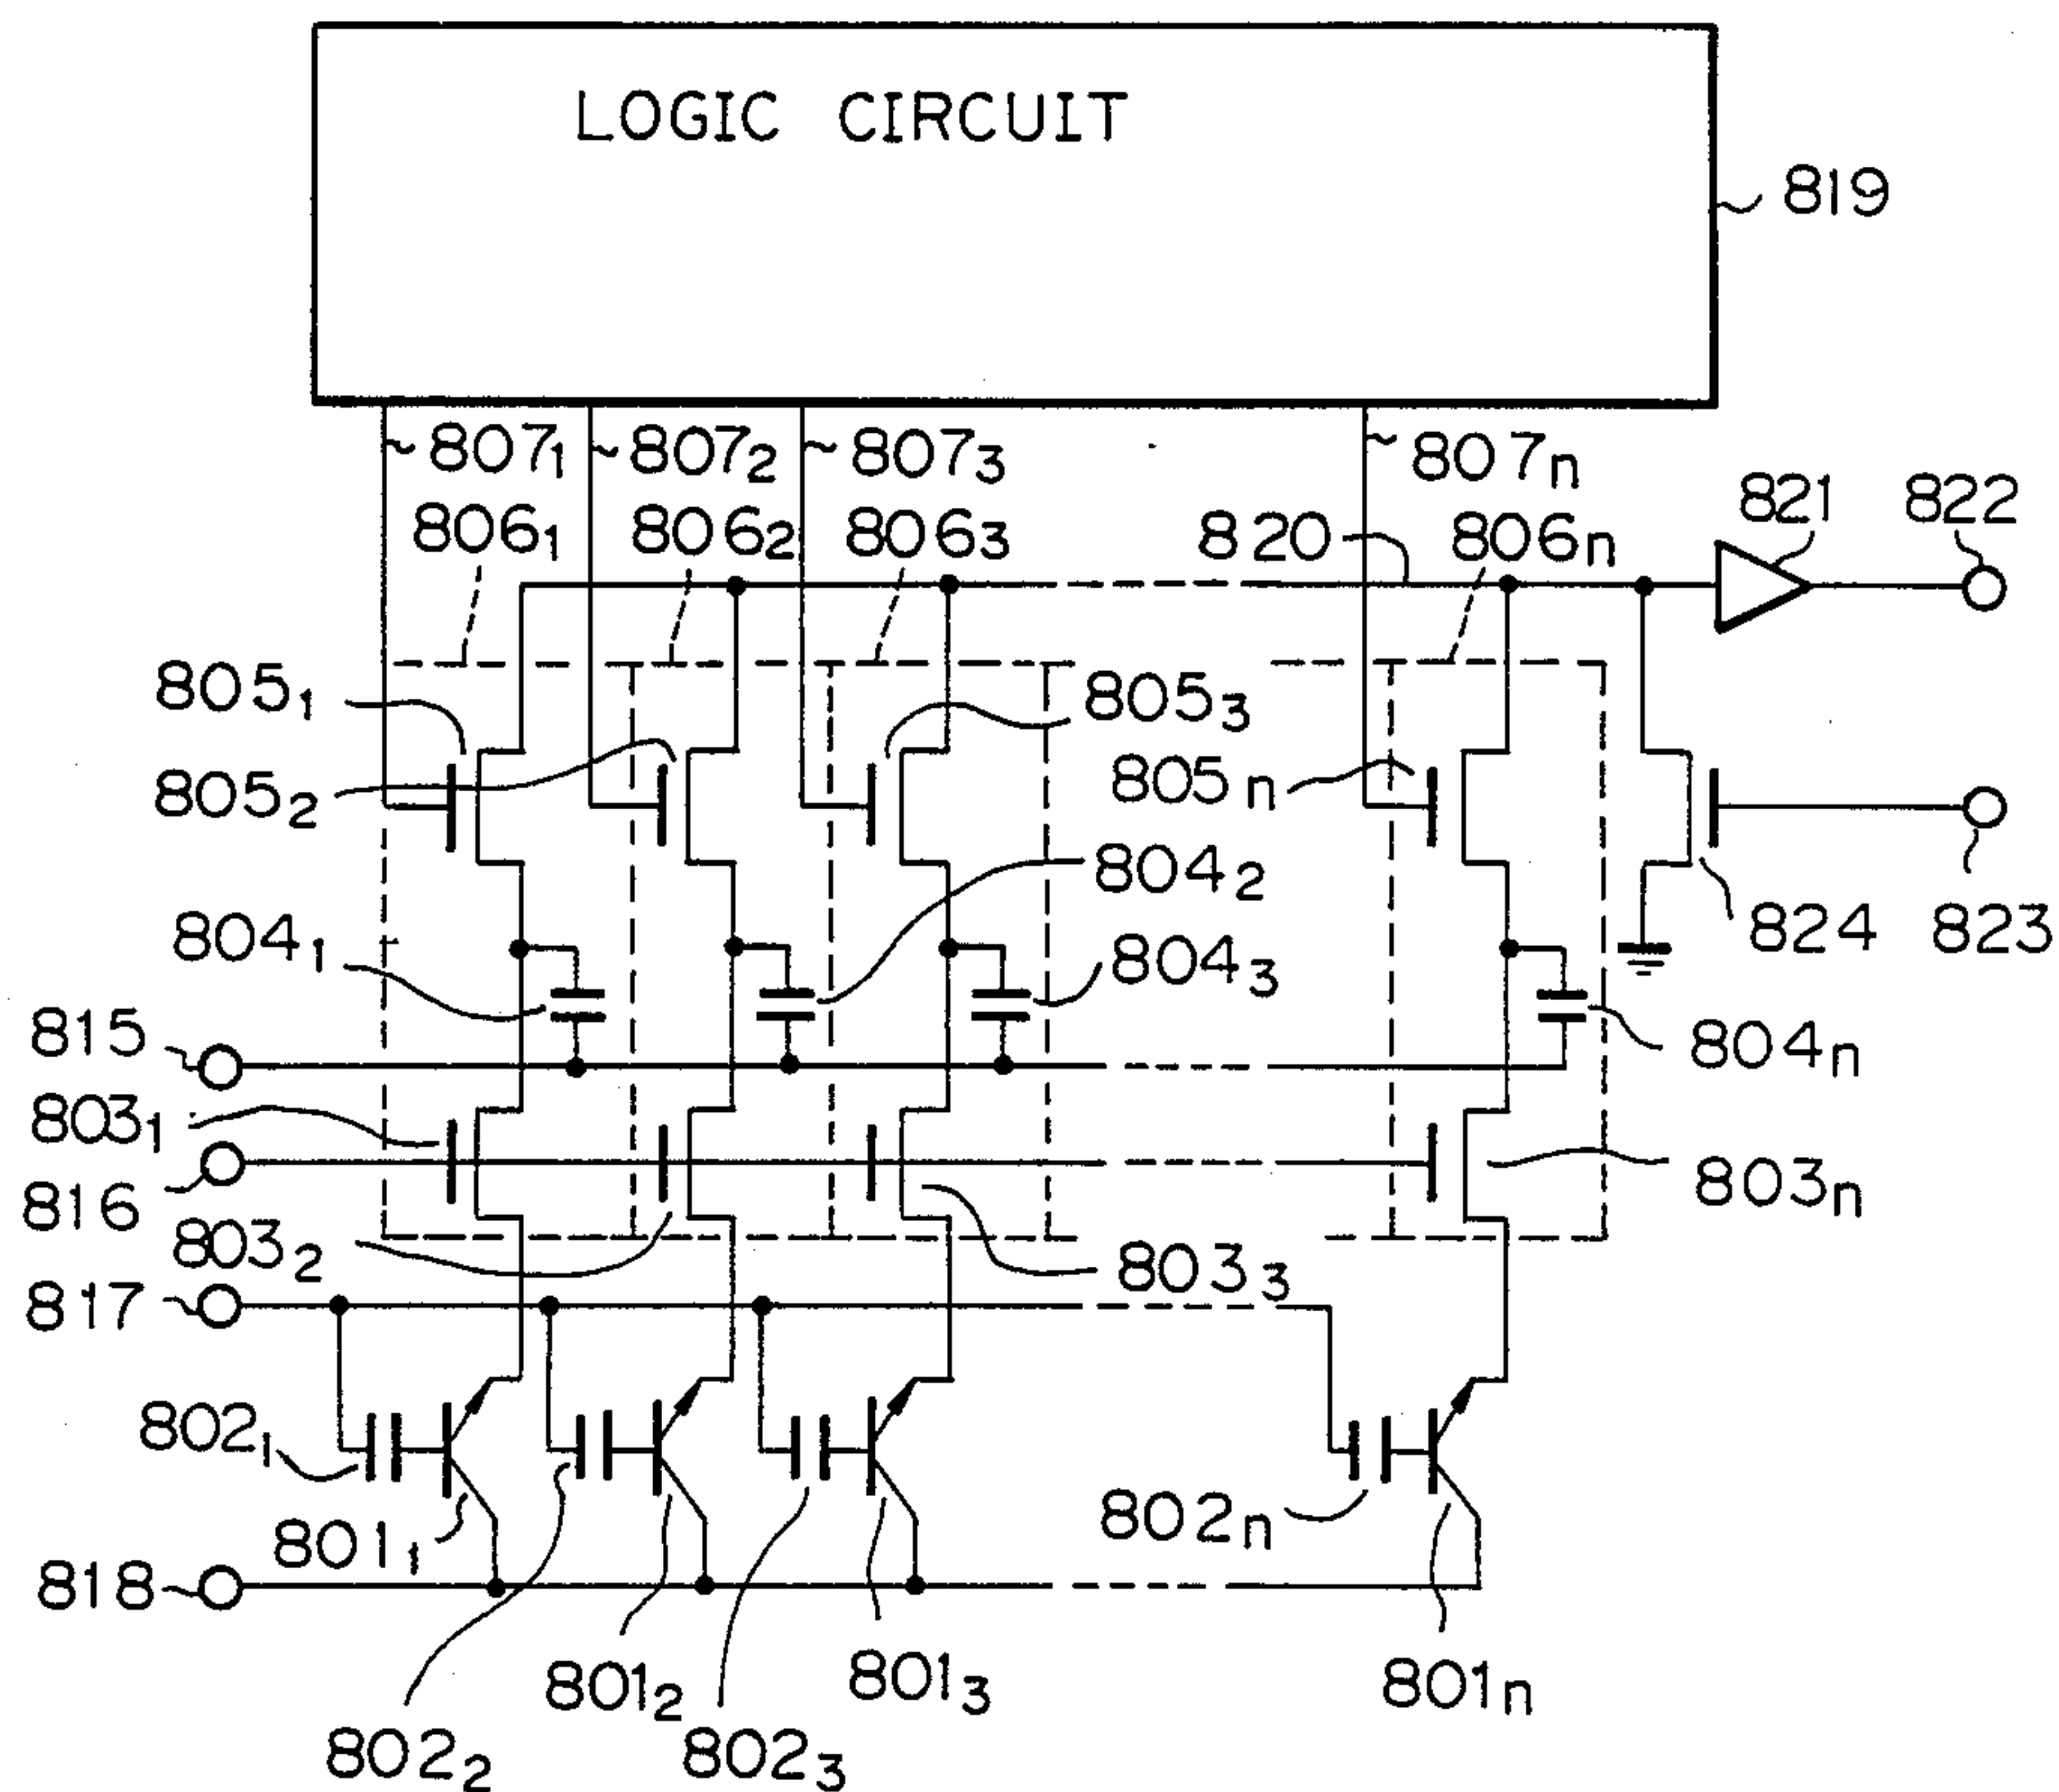 LOGIC CIRCUIT
819
807₁ 807₂ 807₃ 807n
821 822
806₁ 806₂ 806₃ 820 806n
805₁ 805₃
805₂ 805n
804₂
804₁ 804₃ 824 823
815 804n
803₁
816 803n
803₂ 803₃
817
802₁
801₁ 802n
818
801₂ 801₃ 801n
802₂ 802₃